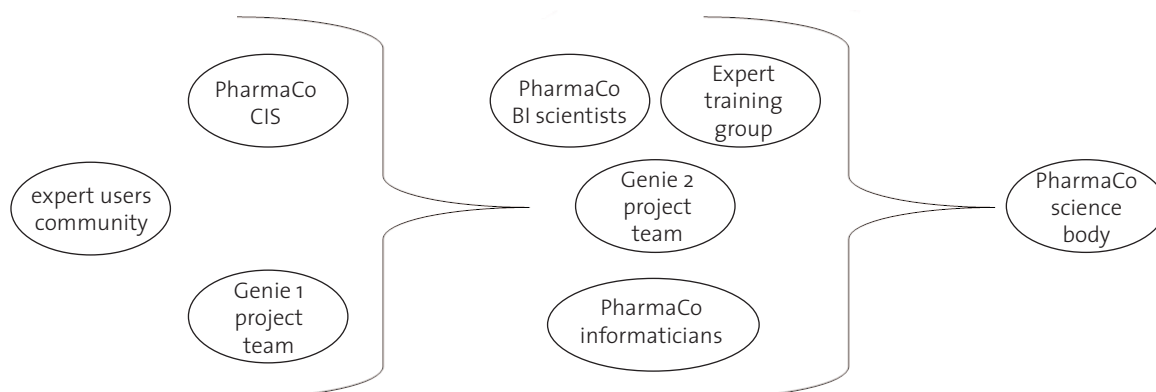 PharmaCo
CIS
expert users
community
Genie 1
project
team
PharmaCo
BI scientists
Expert
training
group
Genie 2
project
team
PharmaCo
informaticians
PharmaCo
science
body